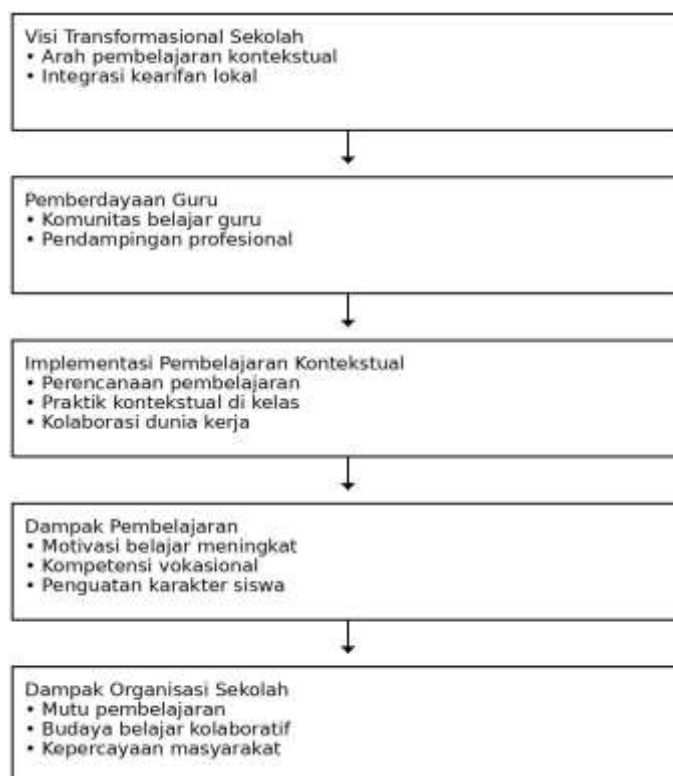 Visi Transformasional Sekolah
• Arah pembelajaran kontekstual
• Integrasi kearifan lokal
Pemberdayaan Guru
• Komunitas belajar guru
• Pendampingan profesional
Implementasi Pembelajaran Kontekstual
• Perencanaan pembelajaran
• Praktik kontekstual di kelas
• Kolaborasi dunia kerja
Dampak Pembelajaran
• Motivasi belajar meningkat
• Kompetensi vokasional
• Penguatan karakter siswa
Dampak Organisasi Sekolah
• Mutu pembelajaran
• Budaya belajar kolaboratif
• Kepercayaan masyarakat